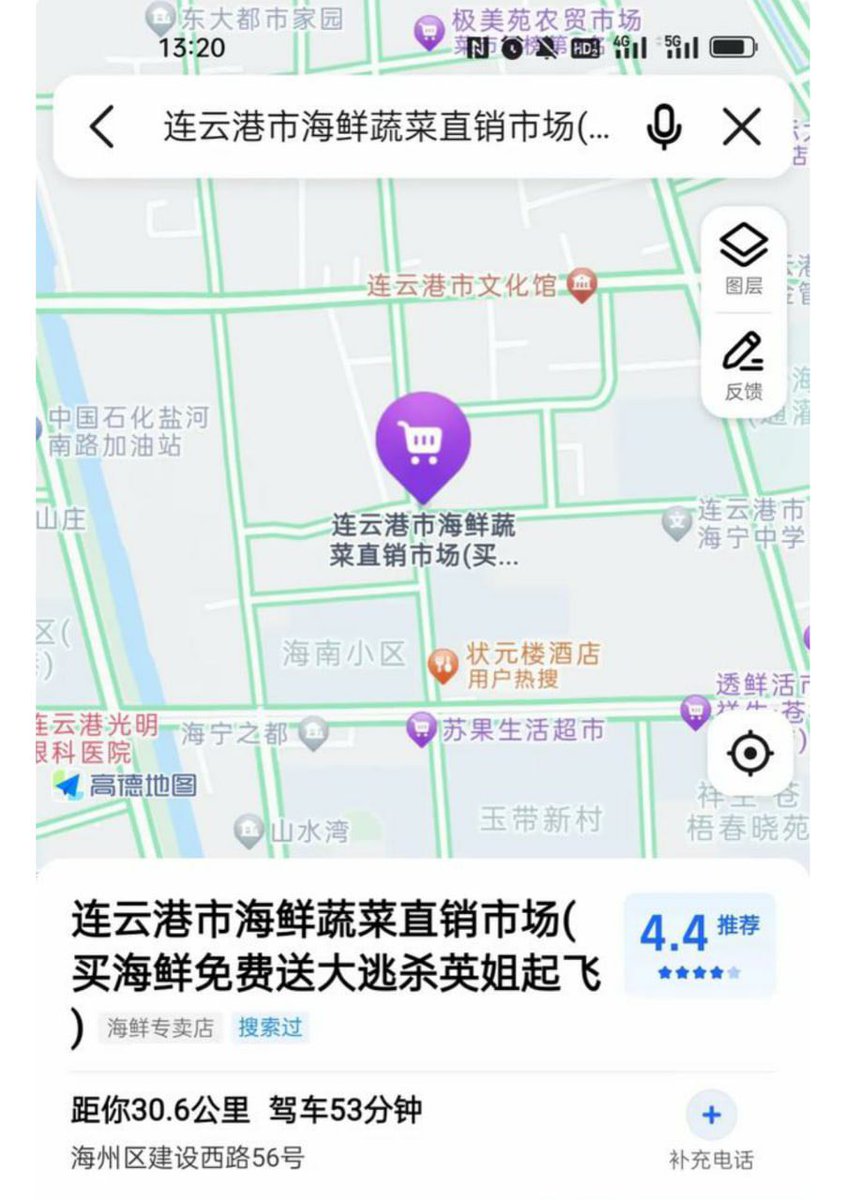 东大都市家园
极美苑农贸市场
13:20
连云港市海鲜蔬菜直销市场(...
图层
连云港市文化馆
反馈
中国石化盐河
南路加油站
山庄
连云港市海鲜蔬
菜直销市场(买...
连云港市
海宁中学
海南小区
状元楼酒店
用户热搜
透鲜活市
连云港光明
眼科医院
海宁之都
苏果生活超市
高德地图
祥生·苍
梧春晓苑
山水湾
玉带新村
连云港市海鲜蔬菜直销市场(
买海鲜免费送大逃杀英姐起飞
)
海鲜专卖店 搜索过
4.4 推荐
距你30.6公里 驾车53分钟
海州区建设西路56号
补充电话